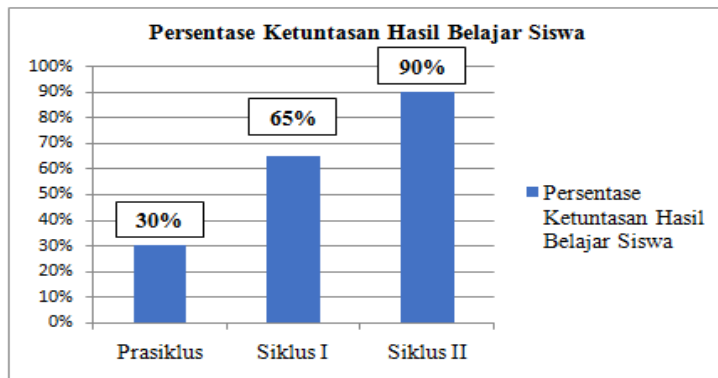 Persentase Ketuntasan Hasil Belajar Siswa
100%
90%
80%
70%
60%
50%
40%
30%
20%
10%
0%
30%
65%
90%
Prasiklus
Siklus I
Siklus II
Persentase
Ketuntasan Hasil
Belajar Siswa